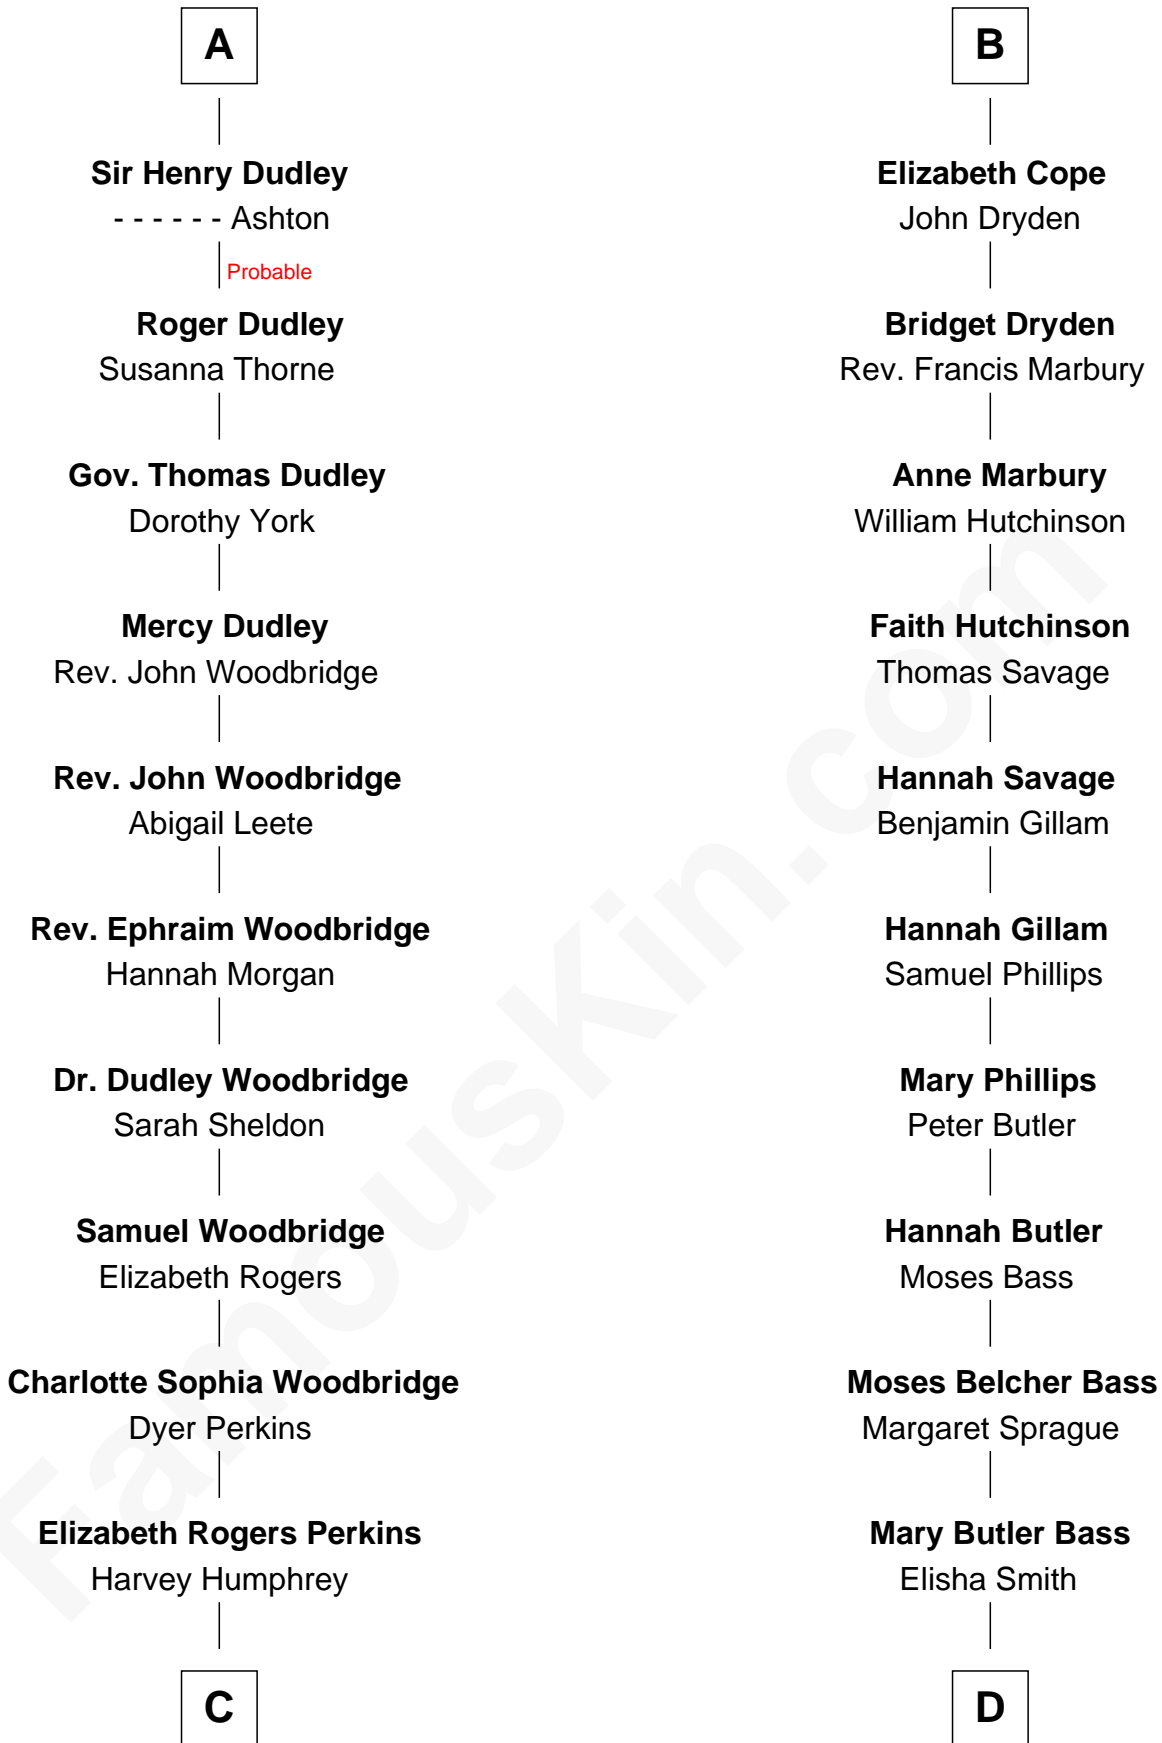 A
Sir Henry Dudley
- - - - - - Ashton
Probable
Roger Dudley
Susanna Thorne
Gov. Thomas Dudley
Dorothy York
Mercy Dudley
Rev. John Woodbridge
Rev. John Woodbridge
Abigail Leete
Rev. Ephraim Woodbridge
Hannah Morgan
Dr. Dudley Woodbridge
Sarah Sheldon
Samuel Woodbridge
Elizabeth Rogers
Charlotte Sophia Woodbridge
Dyer Perkins
Elizabeth Rogers Perkins
Harvey Humphrey
C
B
Elizabeth Cope
John Dryden
Bridget Dryden
Rev. Francis Marbury
Anne Marbury
William Hutchinson
Faith Hutchinson
Thomas Savage
Hannah Savage
Benjamin Gillam
Hannah Gillam
Samuel Phillips
Mary Phillips
Peter Butler
Hannah Butler
Moses Bass
Moses Belcher Bass
Margaret Sprague
Mary Butler Bass
Elisha Smith
D
FamousKin.com